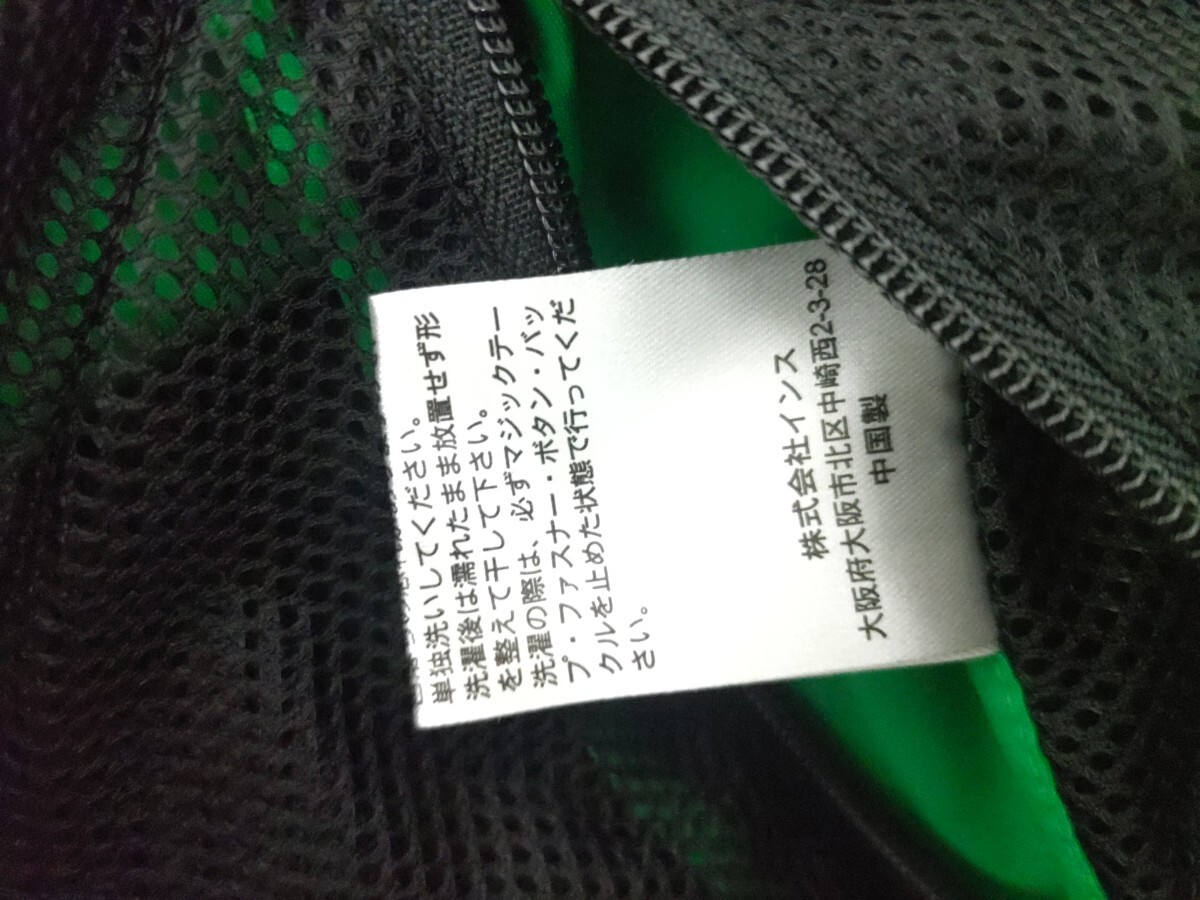 単独洗いしてください。
洗濯後は濡れたまま放置せず形
を整えて干して下さい。
洗濯の際は、必ずマジックテー
プ・ファスナー・ボタン・バッ
クルを止めた状態で行ってくだ
さい。
株式会社インス
大阪府大阪市北区中崎西2-3-28
中国製